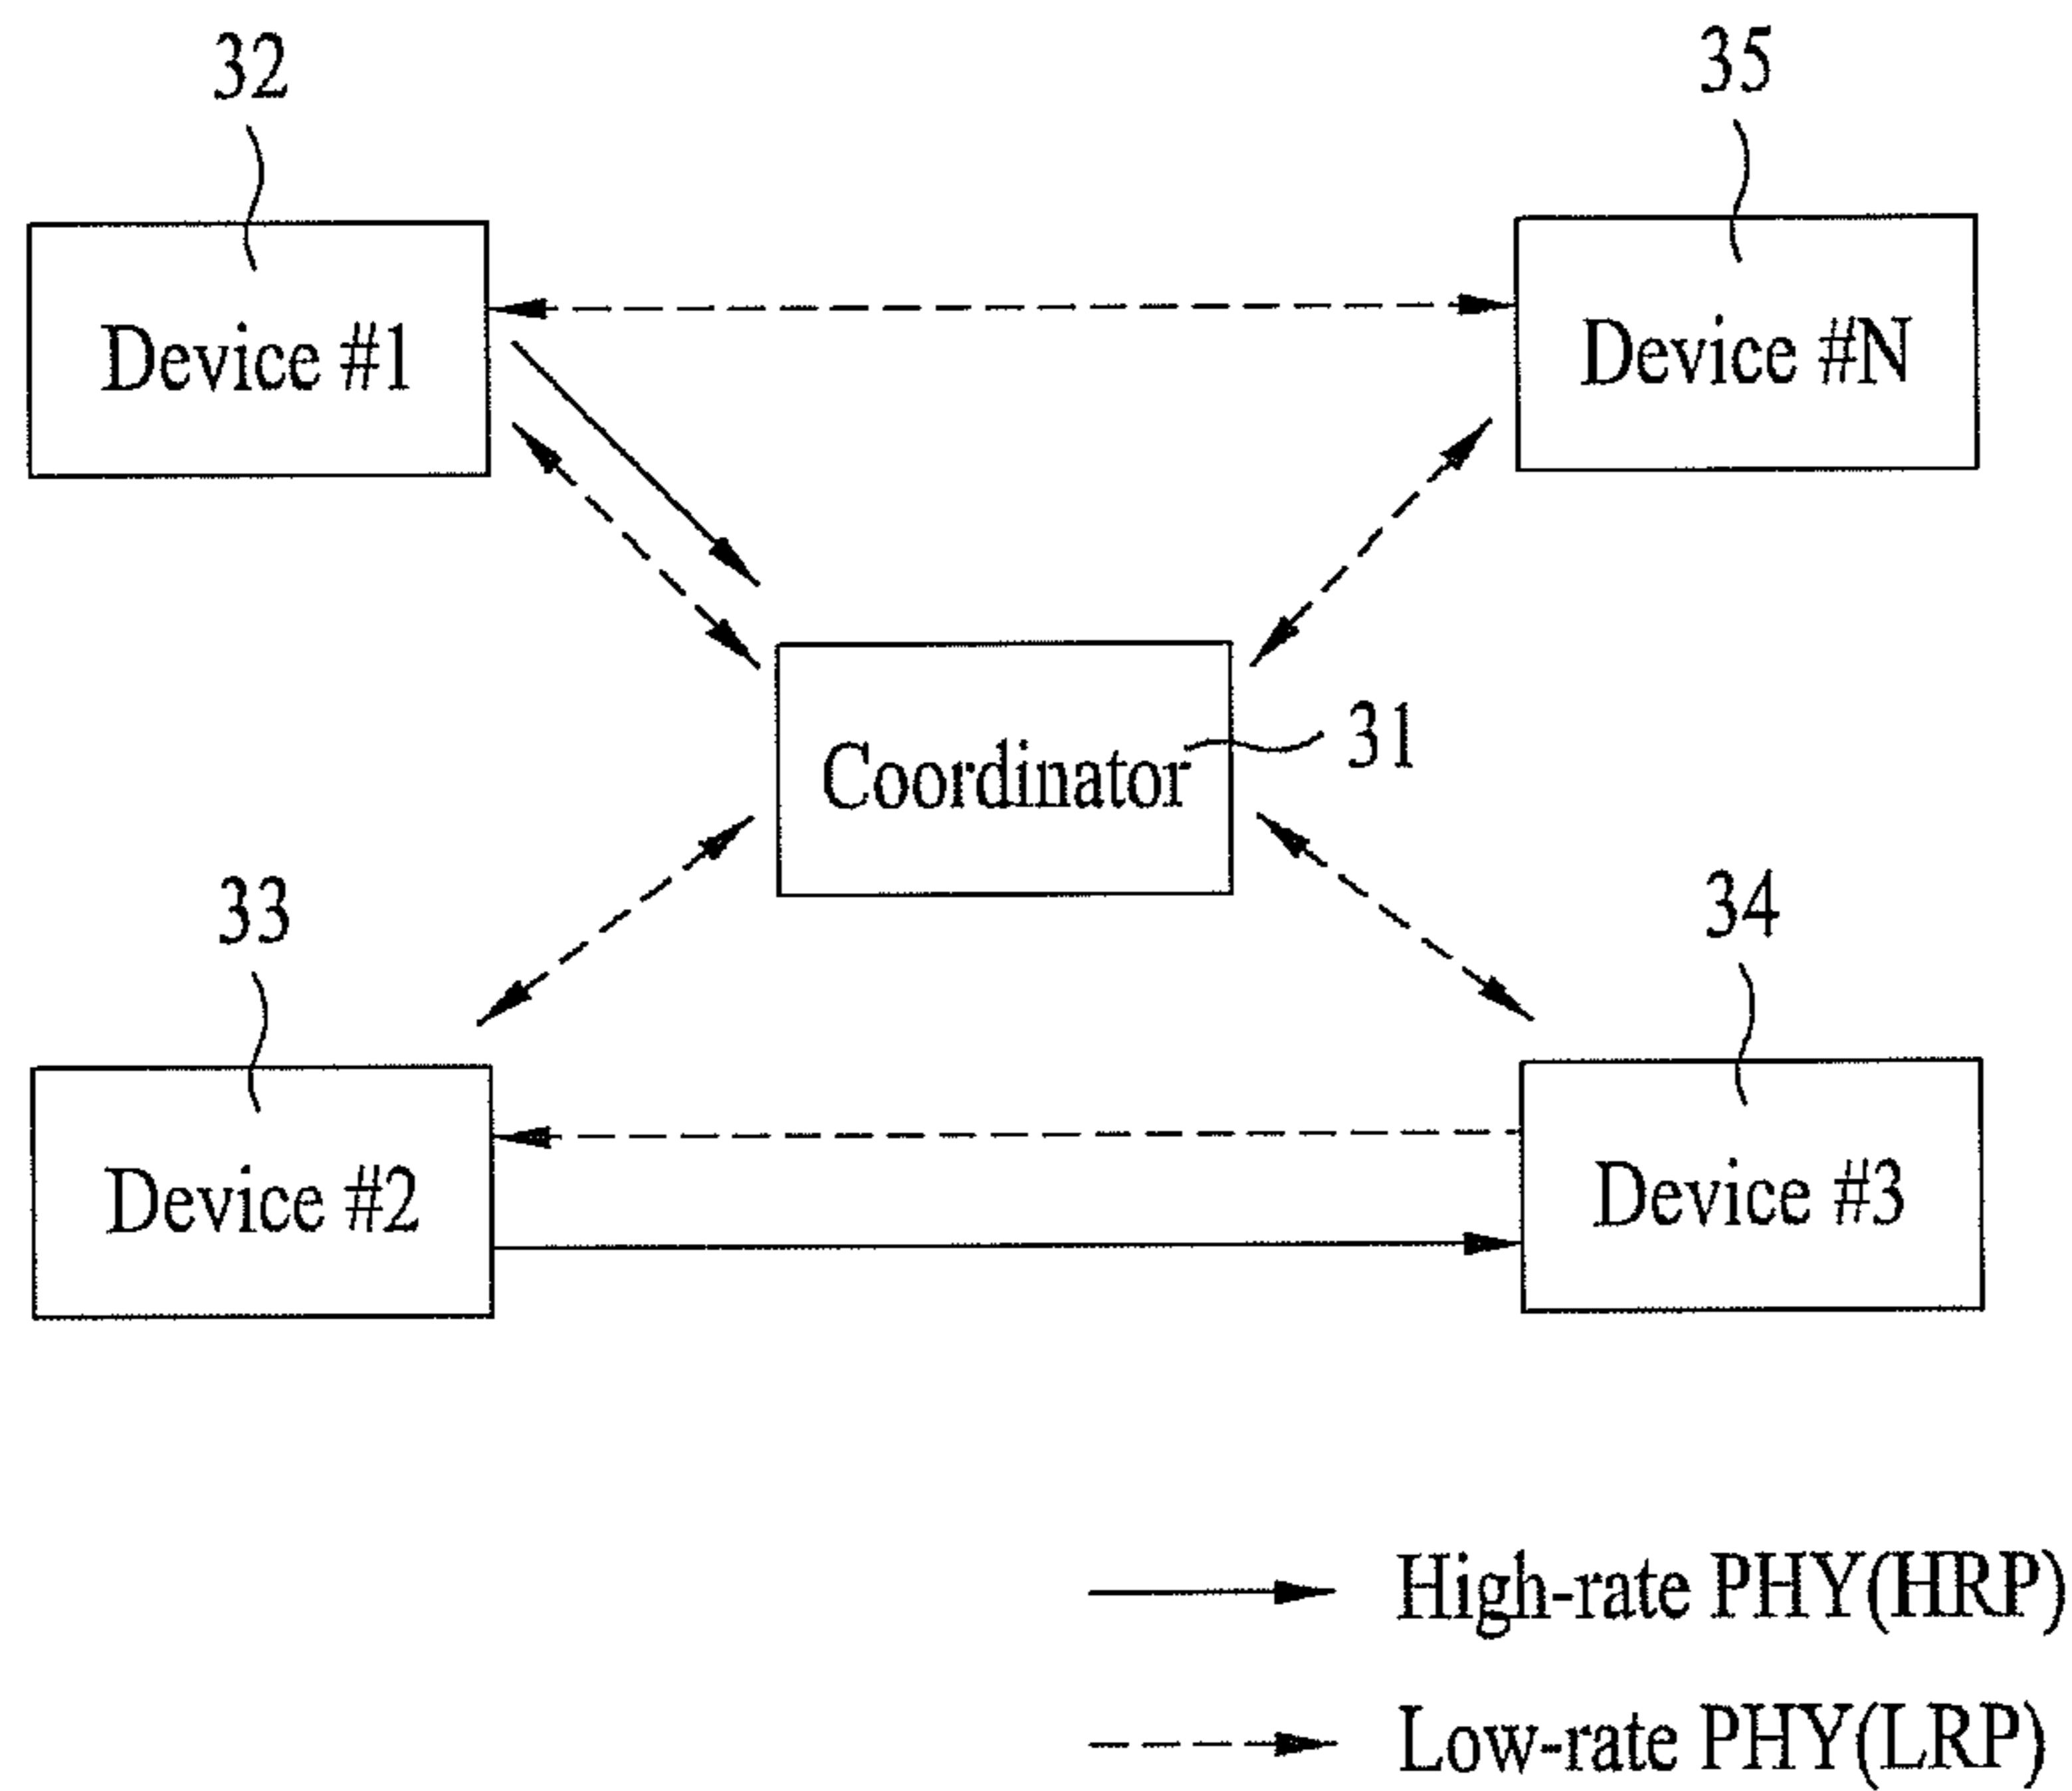 32
35
Device #1
Device #N
Coordinator
31
33
34
Device #2
Device #3
High-rate PHY(HRP)
Low-rate PHY(LRP)